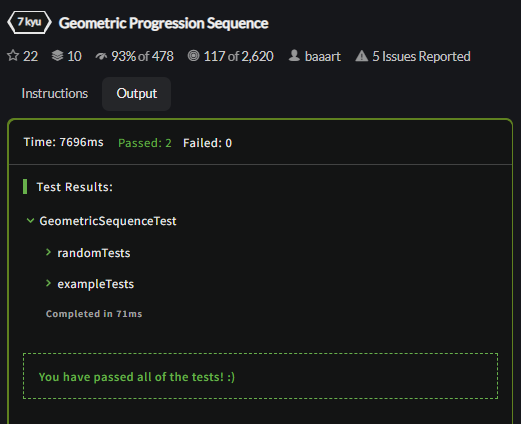 7 kyu Geometric Progression Sequence
22 10 93% of 478 117 of 2,620 baaart 5 Issues Reported
Instructions Output
Time: 7696ms Passed: 2 Failed: 0
Test Results:
GeometricSequenceTest
randomTests
exampleTests
Completed in 71ms
You have passed all of the tests! :)